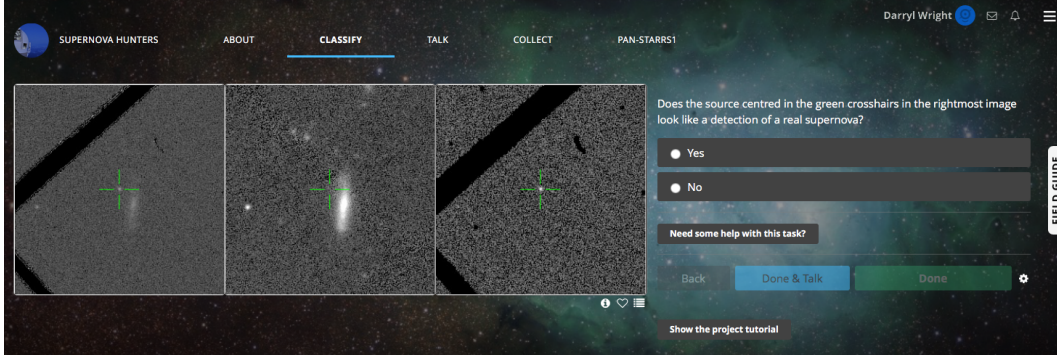 Darryl Wright
SUPERNOVA HUNTERS ABOUT CLASSIFY TALK COLLECT PAN-STARRS1
Does the source centred in the green crosshairs in the rightmost image
look like a detection of a real supernova?
Yes
No
FIELD GUIDE
Need some help with this task?
Back Done & Talk Done
Show the project tutorial